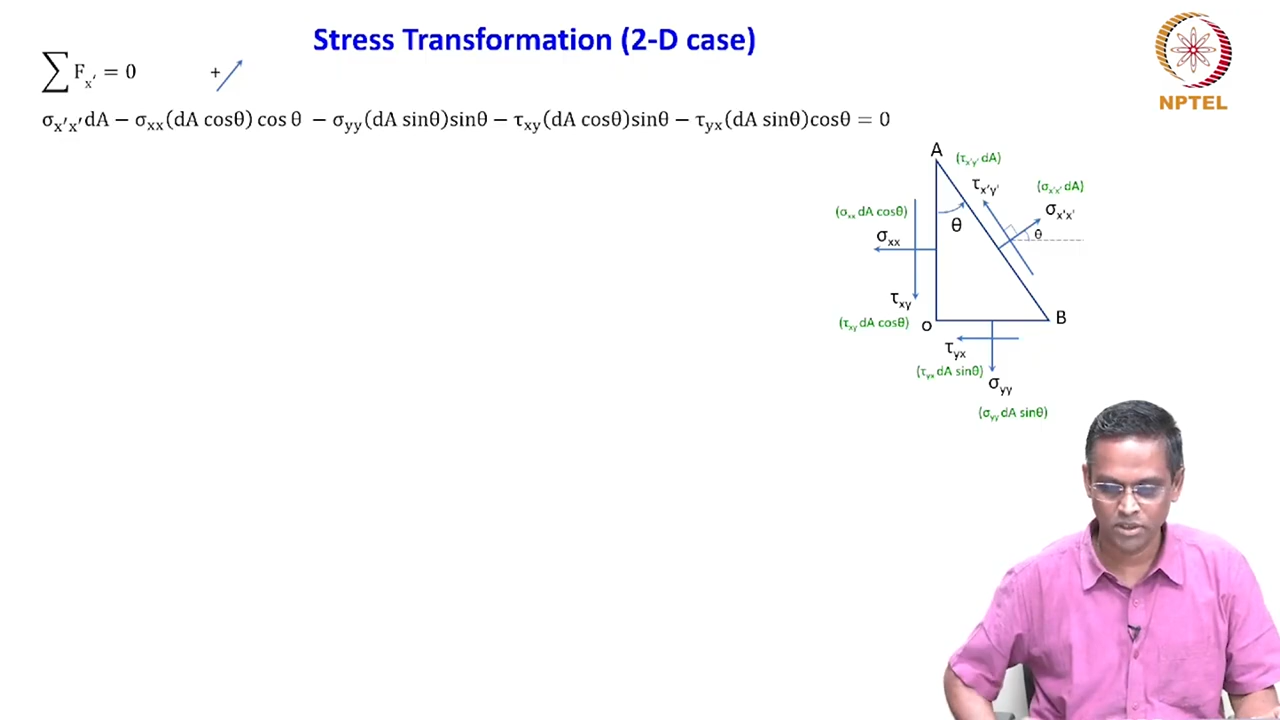 Stress Transformation (2-D case)
∑ F_x′ = 0 +
σ_x′x′ dA − σ_xx (dA cosθ) cos θ − σ_yy (dA sinθ)sinθ − τ_xy (dA cosθ)sinθ − τ_yx (dA sinθ)cosθ = 0
NPTEL
A (τ_x′y′ dA)
τ_x′y′ (σ_x′x′ dA)
(σ_xx dA cosθ) σ_x′x′
θ θ
σ_xx
τ_xy
(τ_xy dA cosθ) O B
τ_yx
(τ_yx dA sinθ) σ_yy
(σ_yy dA sinθ)